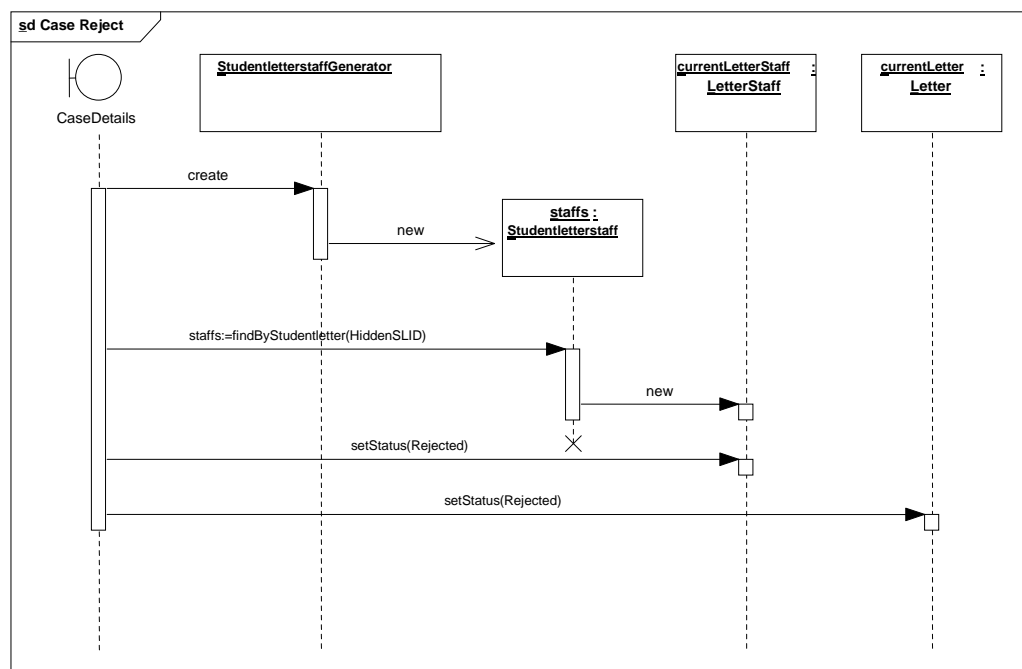 sd Case Reject
CaseDetails
StudentletterstaffGenerator
currentLetterStaff :
LetterStaff
currentLetter :
Letter
create
new
staffs :
Studentletterstaff
staffs:=findByStudentletter(HiddenSLID)
new
setStatus(Rejected)
setStatus(Rejected)